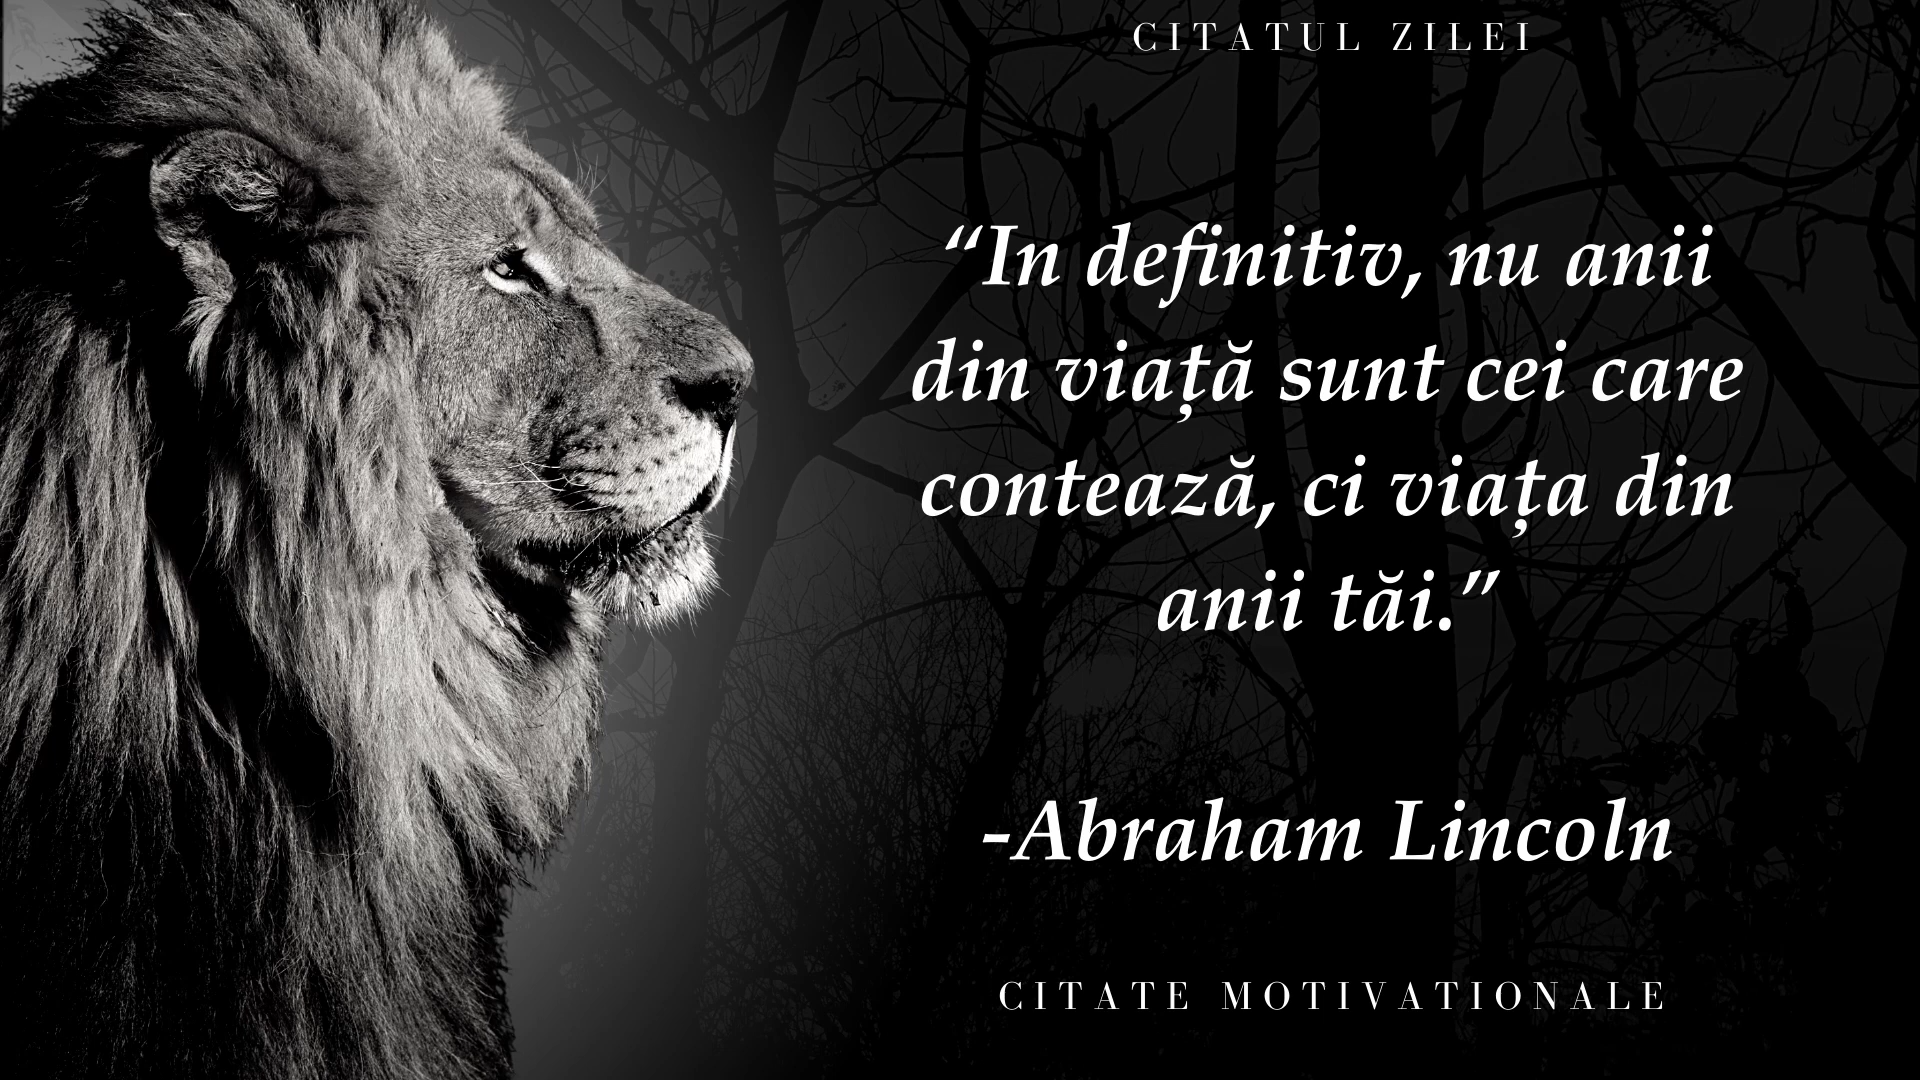 CITATUL ZILEI
“In definitiv, nu anii
din viață sunt cei care
contează, ci viața din
anii tăi.”
-Abraham Lincoln
CITATE MOTIVATIONALE